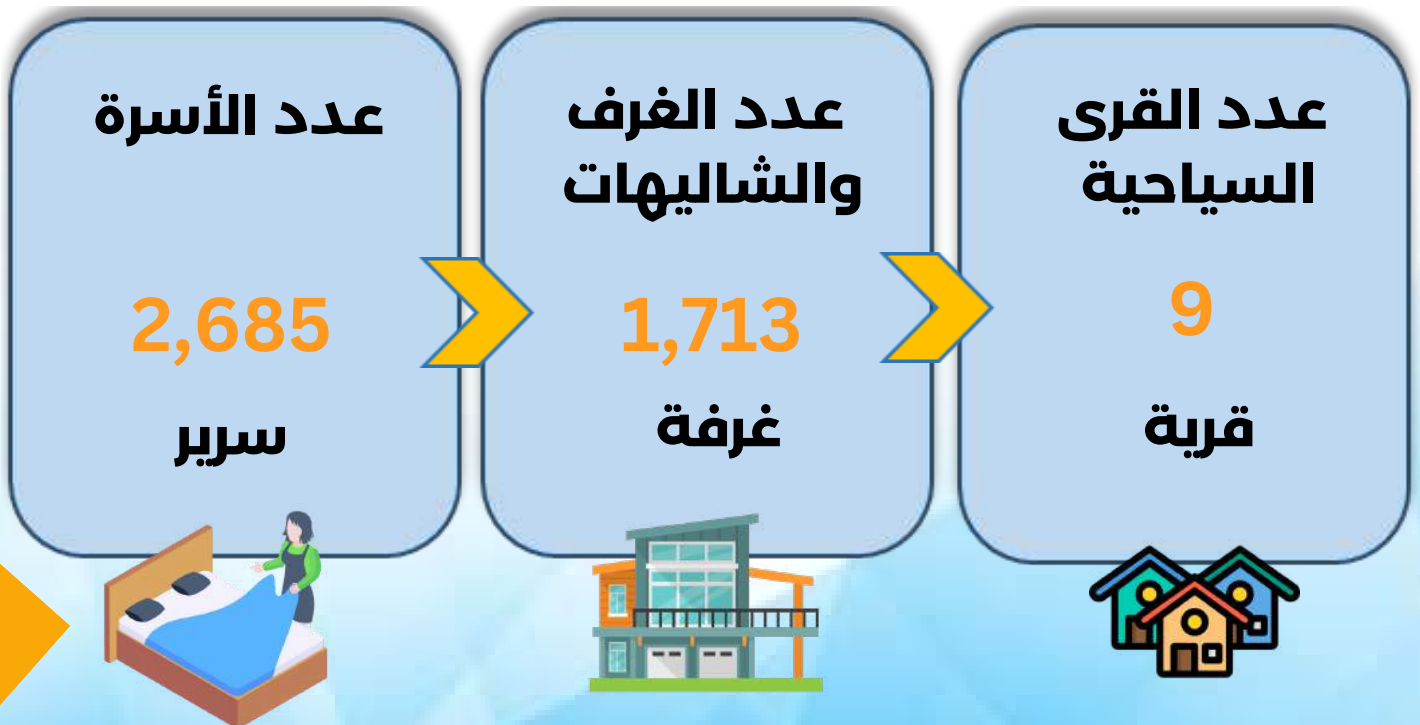 عدد القرى
السياحية
9
قرية
عدد الغرف
والشاليهات
1,713
غرفة
عدد الأسرة
2,685
سرير